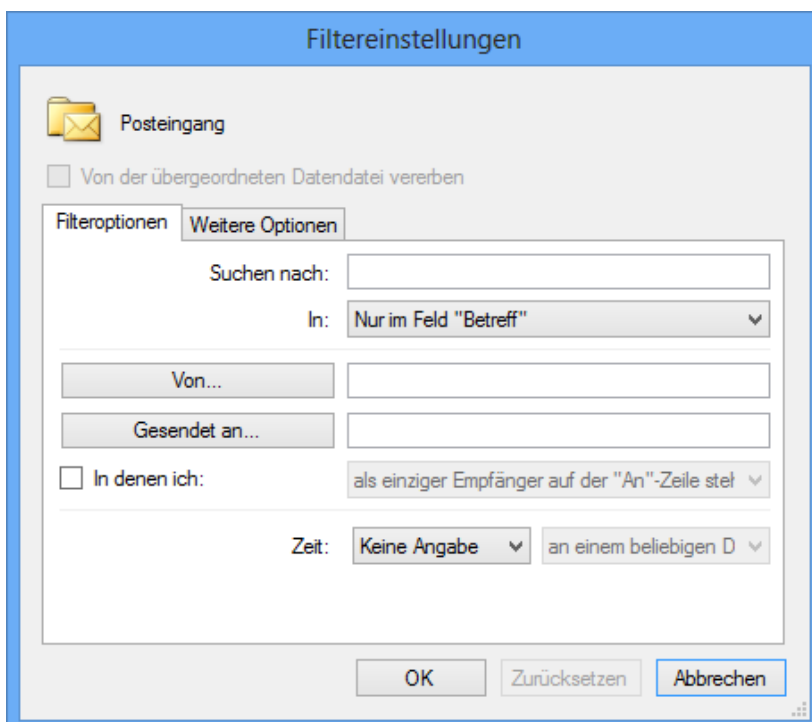 Filtereinstellungen
Posteingang
Von der übergeordneten Datendatei vererben
Filteroptionen Weitere Optionen
Suchen nach:
In: Nur im Feld "Betreff"
Von...
Gesendet an...
In denen ich: als einziger Empfänger auf der "An"-Zeile steh
Zeit: Keine Angabe an einem beliebigen D
OK Zurücksetzen Abbrechen